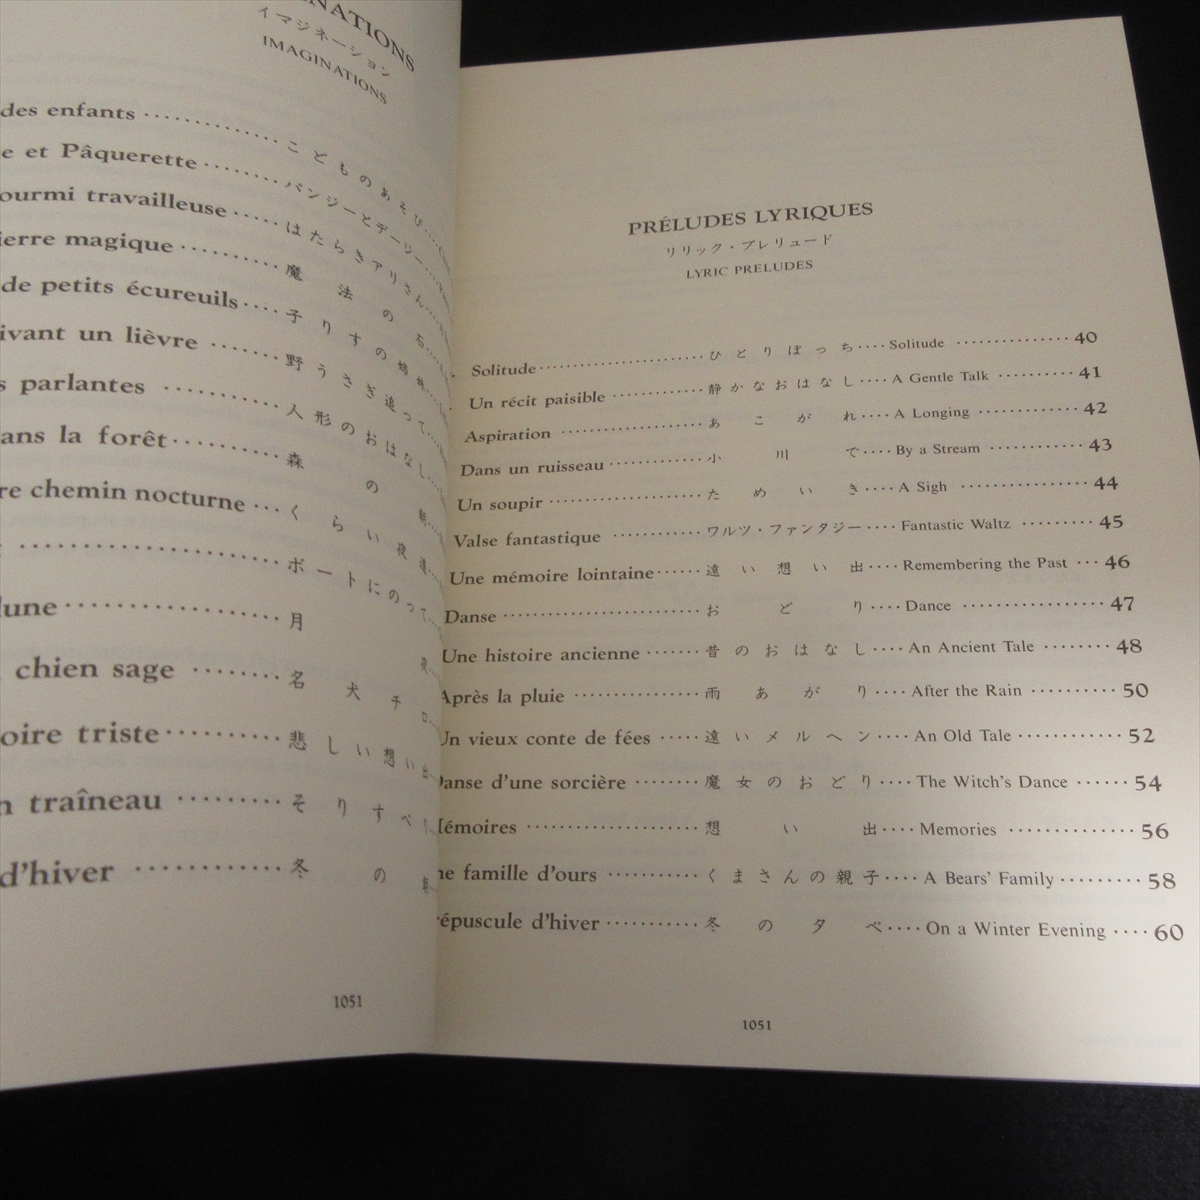 イマジネーション
IMAGINATIONS
des enfants こどものあそび
e et Pâquerette パンジーとデージー
ourmi travailleuse はたらきアリさん
ierre magique 魔法の石
de petits écureuils 子りすの姉妹
ivant un lièvre 野うさぎ追って
s parlantes 人形のおはなし
ans la forêt 森の
re chemin nocturne くらい夜道
ボートにのって
lune 月
chien sage 名犬チロ
oire triste 悲しい想い出
n traîneau そりすべり
d'hiver 冬の
1051
PRÉLUDES LYRIQUES
リリック・プレリュード
LYRIC PRELUDES
Solitude ひとりぼっち Solitude 40
Un récit paisible 静かなおはなし A Gentle Talk 41
Aspiration あこがれ A Longing 42
Dans un ruisseau 小川で By a Stream 43
Un soupir ためいき A Sigh 44
Valse fantastique ワルツ・ファンタジー Fantastic Waltz 45
Une mémoire lointaine 遠い想い出 Remembering the Past 46
Danse おどり Dance 47
Une histoire ancienne 昔のおはなし An Ancient Tale 48
Après la pluie 雨あがり After the Rain 50
Un vieux conte de fées 遠いメルヘン An Old Tale 52
Danse d'une sorcière 魔女のおどり The Witch's Dance 54
Mémoires 想い出 Memories 56
ne famille d'ours くまさんの親子 A Bears' Family 58
répuscule d'hiver 冬の夕べ On a Winter Evening 60
1051